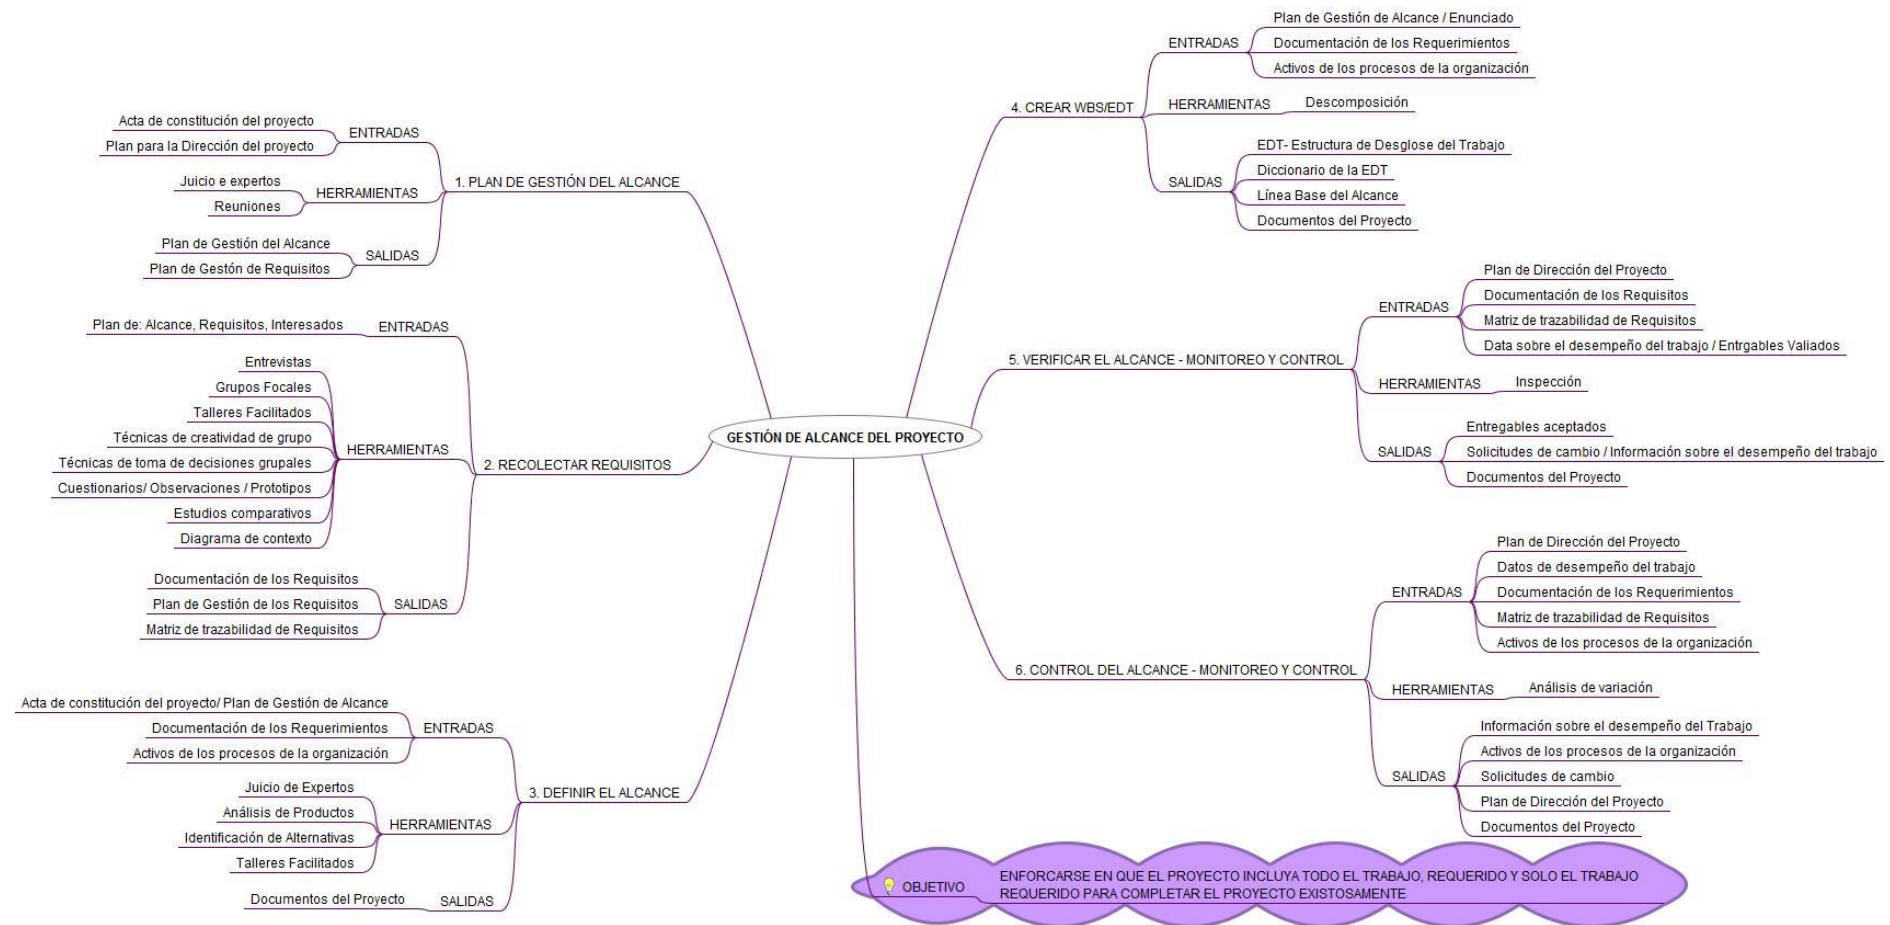 GESTIÓN DE ALCANCE DEL PROYECTO
1. PLAN DE GESTIÓN DEL ALCANCE
ENTRADAS
Acta de constitución del proyecto
Plan para la Dirección del proyecto
HERRAMIENTAS
Juicio e expertos
Reuniones
SALIDAS
Plan de Gestión del Alcance
Plan de Gestón de Requisitos
2. RECOLECTAR REQUISITOS
ENTRADAS
Plan de: Alcance, Requisitos, Interesados
HERRAMIENTAS
Entrevistas
Grupos Focales
Talleres Facilitados
Técnicas de creatividad de grupo
Técnicas de toma de decisiones grupales
Cuestionarios/ Observaciones / Prototipos
Estudios comparativos
Diagrama de contexto
SALIDAS
Documentación de los Requisitos
Plan de Gestión de los Requisitos
Matriz de trazabilidad de Requisitos
3. DEFINIR EL ALCANCE
ENTRADAS
Acta de constitución del proyecto/ Plan de Gestión de Alcance
Documentación de los Requerimientos
Activos de los procesos de la organización
HERRAMIENTAS
Juicio de Expertos
Análisis de Productos
Identificación de Alternativas
Talleres Facilitados
SALIDAS
Documentos del Proyecto
4. CREAR WBS/EDT
ENTRADAS
Plan de Gestión de Alcance / Enunciado
Documentación de los Requerimientos
Activos de los procesos de la organización
HERRAMIENTAS
Descomposición
SALIDAS
EDT- Estructura de Desglose del Trabajo
Diccionario de la EDT
Línea Base del Alcance
Documentos del Proyecto
5. VERIFICAR EL ALCANCE - MONITOREO Y CONTROL
ENTRADAS
Plan de Dirección del Proyecto
Documentación de los Requisitos
Matriz de trazabilidad de Requisitos
Data sobre el desempeño del trabajo / Entrgables Valiados
HERRAMIENTAS
Inspección
SALIDAS
Entregables aceptados
Solicitudes de cambio / Información sobre el desempeño del trabajo
Documentos del Proyecto
6. CONTROL DEL ALCANCE - MONITOREO Y CONTROL
ENTRADAS
Plan de Dirección del Proyecto
Datos de desempeño del trabajo
Documentación de los Requerimientos
Matriz de trazabilidad de Requisitos
Activos de los procesos de la organización
HERRAMIENTAS
Análisis de variación
SALIDAS
Información sobre el desempeño del Trabajo
Activos de los procesos de la organización
Solicitudes de cambio
Plan de Dirección del Proyecto
Documentos del Proyecto
OBJETIVO
ENFORCARSE EN QUE EL PROYECTO INCLUYA TODO EL TRABAJO, REQUERIDO Y SOLO EL TRABAJO
REQUERIDO PARA COMPLETAR EL PROYECTO EXISTOSAMENTE